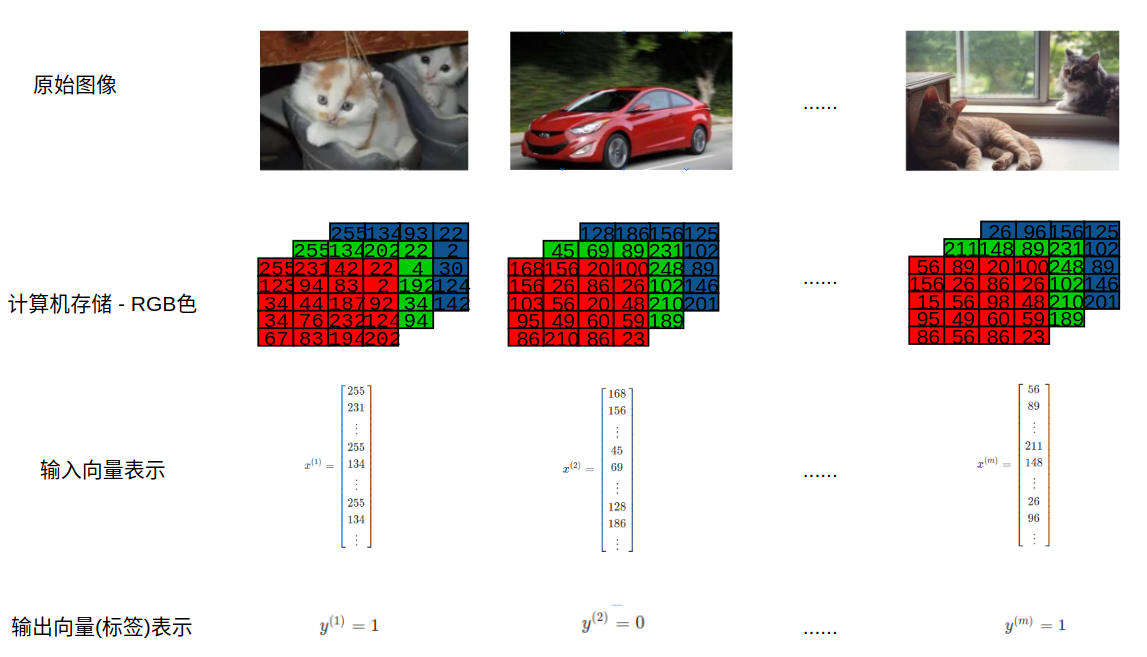 原始图像
......
计算机存储 - RGB色
255 134 93 22
255 134 202 22 2
255 231 42 22 4 30
123 94 83 2 192 124
34 44 187 92 34 142
34 76 232 124 94
67 83 194 202
128 186 156 125
45 69 89 231 102
168 156 20 100 248 89
156 26 86 26 102 146
103 56 20 48 210 201
95 49 60 59 189
86 210 86 23
......
26 96 156 125
211 148 89 231 102
56 89 20 100 248 89
156 26 86 26 102 146
15 56 98 48 210 201
95 49 60 59 189
86 56 86 23
输入向量表示
x⁽¹⁾ =
255
231
⋮
255
134
⋮
255
134
⋮
x⁽²⁾ =
168
156
⋮
45
69
⋮
128
186
⋮
......
x⁽ᵐ⁾ =
56
89
⋮
211
148
⋮
26
96
⋮
输出向量(标签)表示
y⁽¹⁾ = 1
y⁽²⁾ = 0
......
y⁽ᵐ⁾ = 1